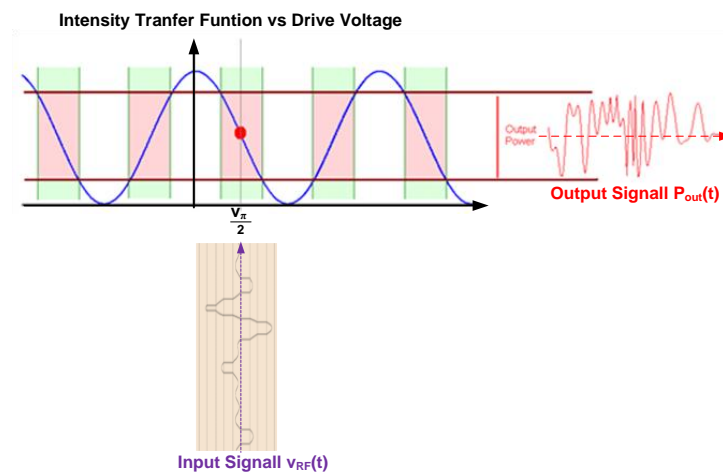 Intensity Tranfer Funtion vs Drive Voltage
Output
Power
Output Signall Pout(t)
Vπ
2
Input Signall vRF(t)